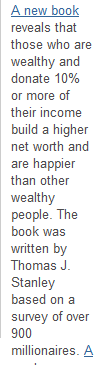 A new book
reveals that
those who are
wealthy and
donate 10%
or more of
their income
build a higher
net worth and
are happier
than other
wealthy
people. The
book was
written by
Thomas J.
Stanley
based on a
survey of over
900
millionaires. A